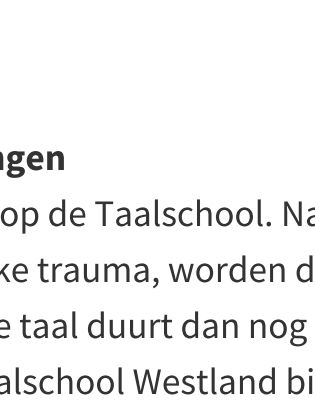 ngen
op de Taalschool. Na
ke trauma, worden d
e taal duurt dan nog
alschool Westland bi